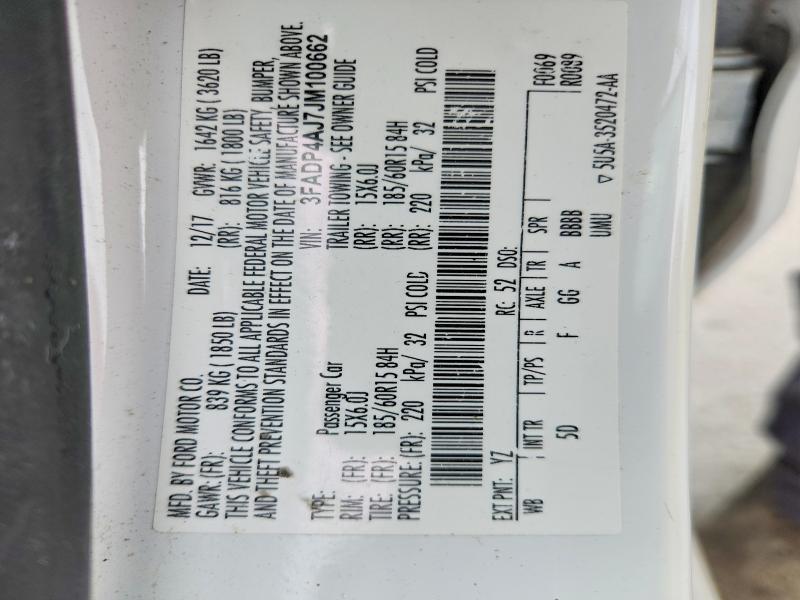 MFD. BY FORD MOTOR CO. DATE: 12/17 GVWR: 1642 KG ( 3620 LB)
GAWR: (FR): 839 KG ( 1850 LB) (RR): 816 KG ( 1800 LB)
THIS VEHICLE CONFORMS TO ALL APPLICABLE FEDERAL MOTOR VEHICLE SAFETY, BUMPER,
AND THEFT PREVENTION STANDARDS IN EFFECT ON THE DATE OF MANUFACTURE SHOWN ABOVE.
VIN: 3FADP4AJ7JM100662
TYPE: Passenger Car TRAILER TOWING - SEE OWNER GUIDE
RIM: (FR): 15X6.0J (RR): 15X6.0J
TIRE: (FR): 185/60R15 84H (RR): 185/60R15 84H
PRESSURE: (FR): 220 kPa/ 32 PSI COLD (RR): 220 kPa/ 32 PSI COLD
EXT PNT: YZ RC: 52 DSO: F0069
R0099
WB INT TR TP/PS R AXLE TR SPR
5D F GG A BBBB
UMU ▽ 5U5A-3S20472-AA